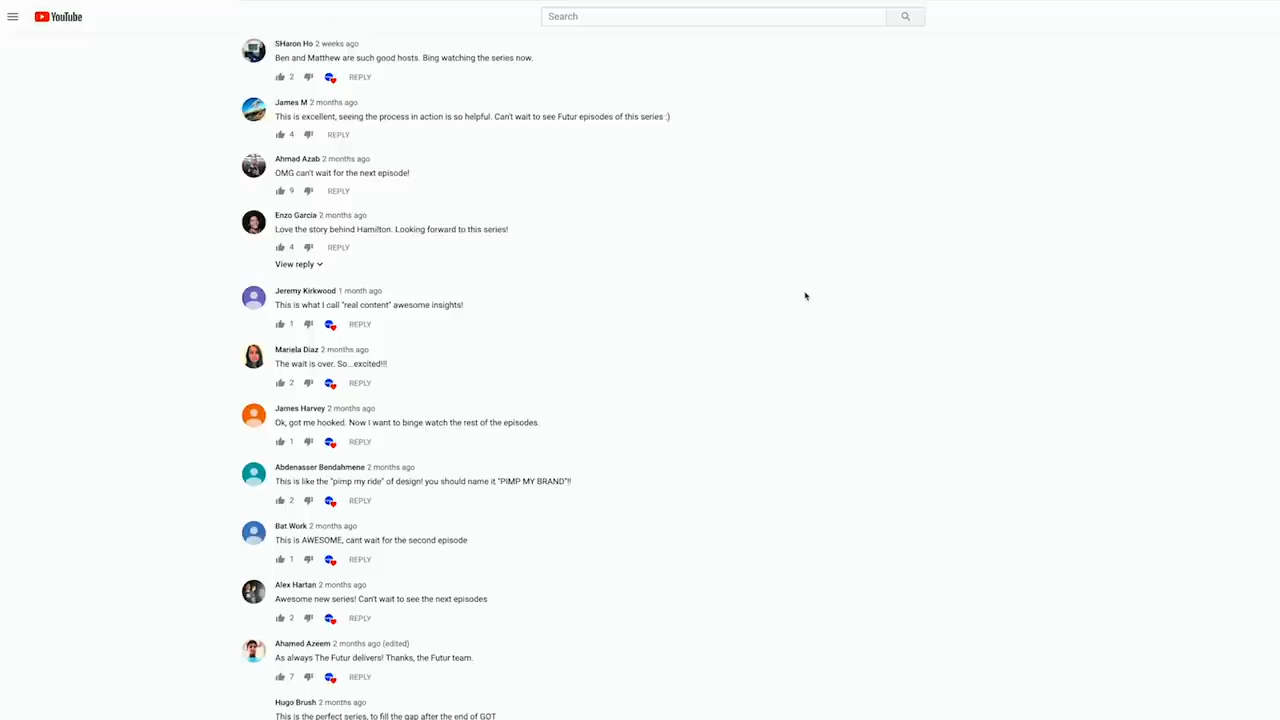 YouTube
Search
SHaron Ho 2 weeks ago
Ben and Matthew are such good hosts. Bing watching the series now.
2 REPLY
James M 2 months ago
This is excellent, seeing the process in action is so helpful. Can't wait to see Futur episodes of this series :)
4 REPLY
Ahmad Azab 2 months ago
OMG can't wait for the next episode!
9 REPLY
Enzo Garcia 2 months ago
Love the story behind Hamilton. Looking forward to this series!
4 REPLY
View reply
Jeremy Kirkwood 1 month ago
This is what I call "real content" awesome insights!
1 REPLY
Mariela Diaz 2 months ago
The wait is over. So...excited!!!
2 REPLY
James Harvey 2 months ago
Ok, got me hooked. Now I want to binge watch the rest of the episodes.
1 REPLY
Abdenasser Bendahmene 2 months ago
This is like the "pimp my ride" of design! you should name it "PIMP MY BRAND"!!
2 REPLY
Bat Work 2 months ago
This is AWESOME, cant wait for the second episode
1 REPLY
Alex Hartan 2 months ago
Awesome new series! Can't wait to see the next episodes
2 REPLY
Ahamed Azeem 2 months ago (edited)
As always The Futur delivers! Thanks, the Futur team.
7 REPLY
Hugo Brush 2 months ago
This is the perfect series, to fill the gap after the end of GOT